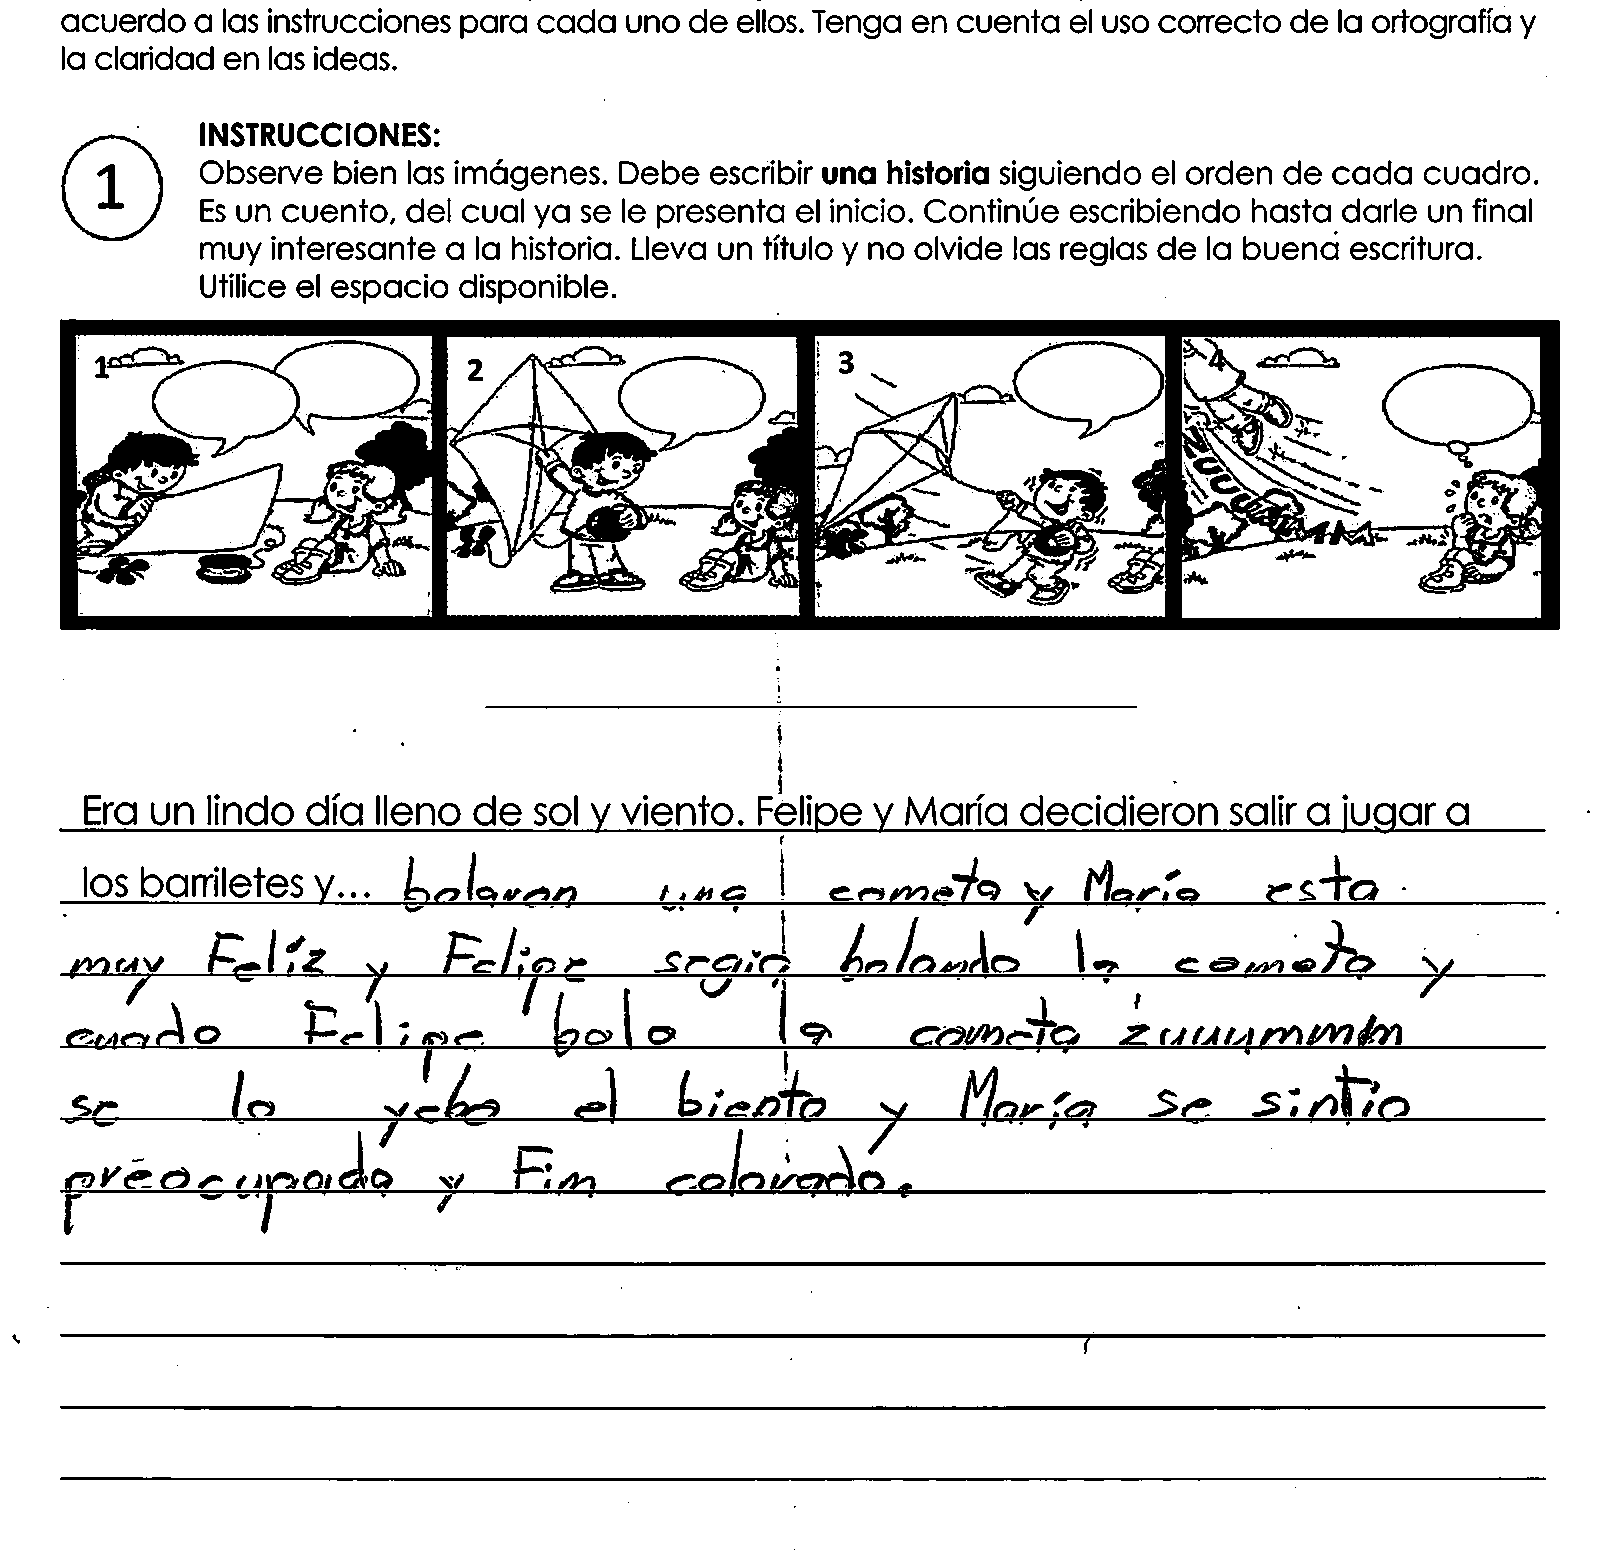 acuerdo a las instrucciones para cada uno de ellos. Tenga en cuenta el uso correcto de la ortografía y
la claridad en las ideas.
1
INSTRUCCIONES:
Observe bien las imágenes. Debe escribir una historia siguiendo el orden de cada cuadro.
Es un cuento, del cual ya se le presenta el inicio. Continúe escribiendo hasta darle un final
muy interesante a la historia. Lleva un título y no olvide las reglas de la buena escritura.
Utilice el espacio disponible.
1 2 3 4
Era un lindo día lleno de sol y viento. Felipe y María decidieron salir a jugar a
los barriletes y... bolaron una cometa y María esta
muy Felíz y Felipe segia bolando la cometa y
cuado Felipe bolo la cometa zuuuummmm
se lo yebo el biento y María se sintio
preocupada y Fin colorado.